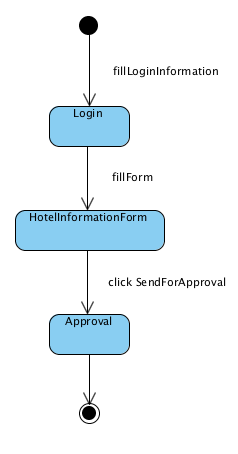 fillLoginInformation
Login
fillForm
HotelInformationForm
click SendForApproval
Approval